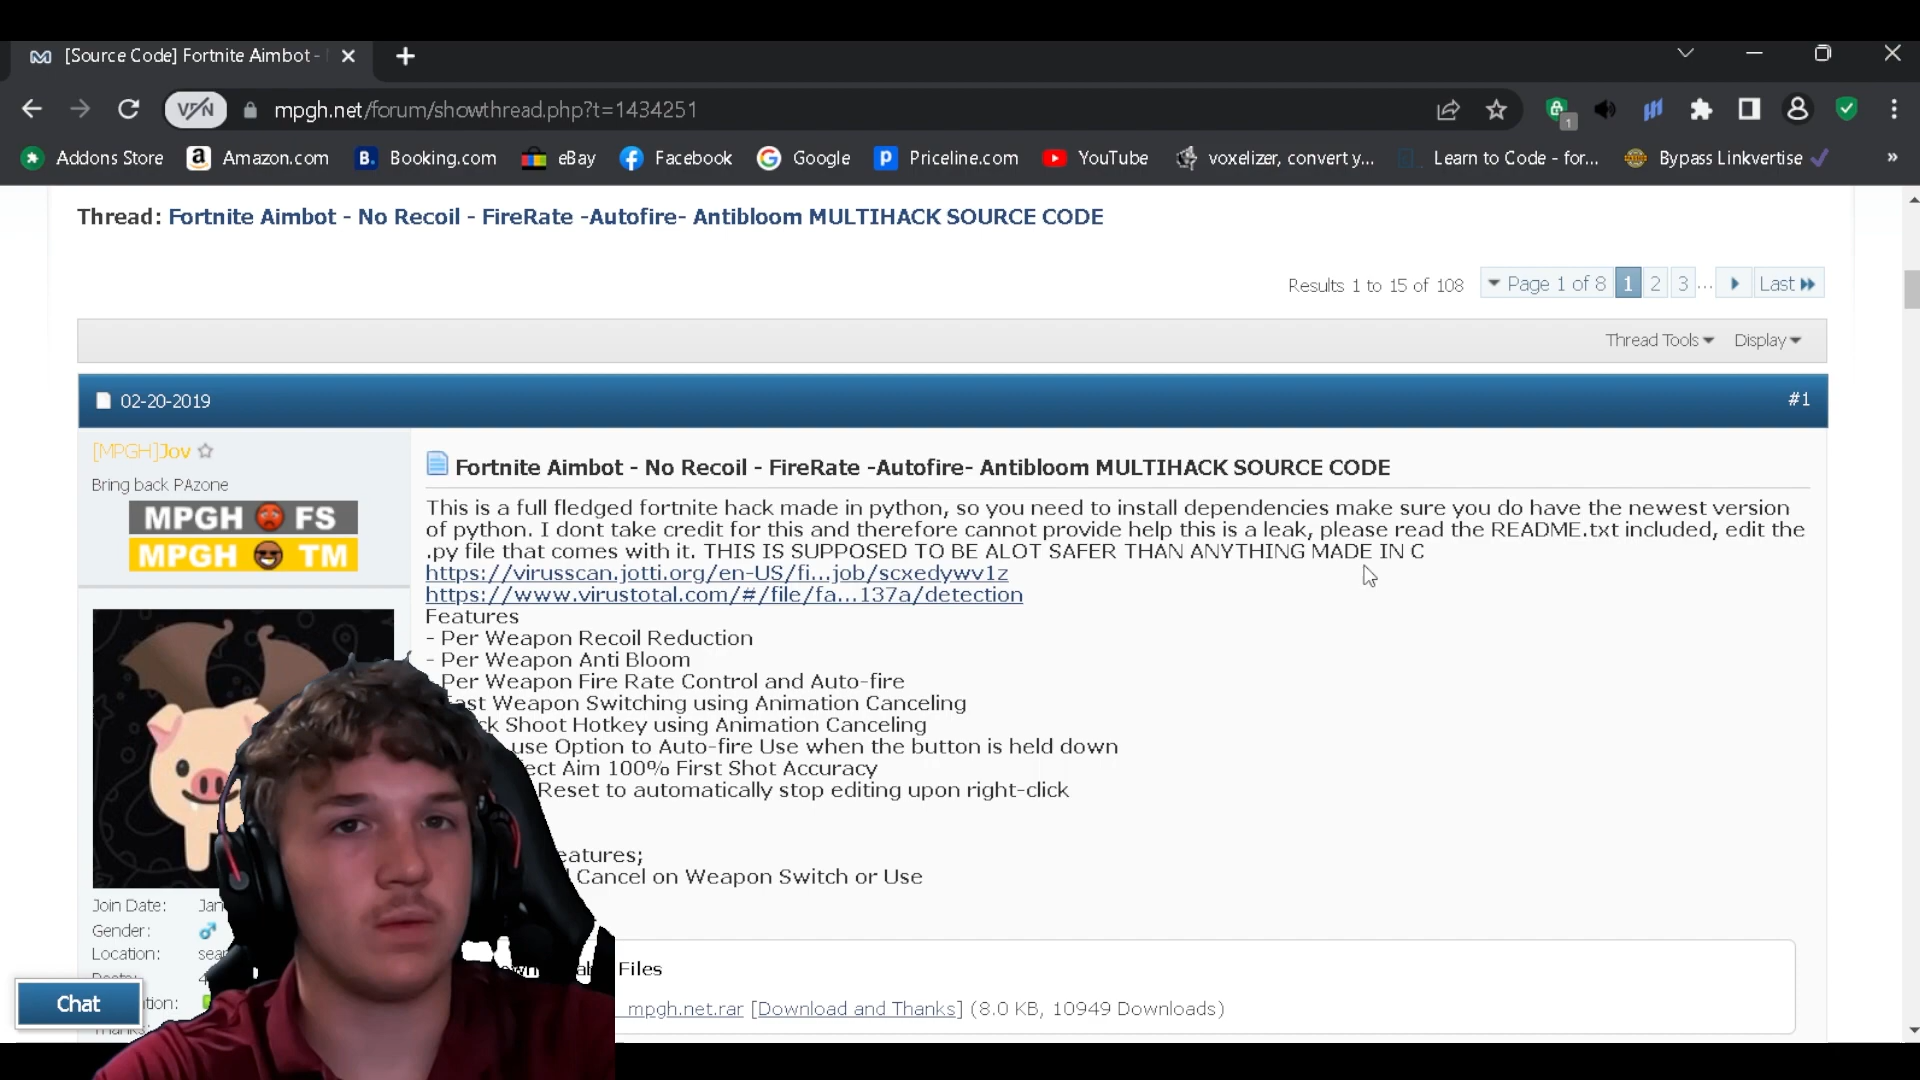 [Source Code] Fortnite Aimbot -
VPN mpgh.net/forum/showthread.php?t=1434251
1
Addons Store Amazon.com Booking.com eBay Facebook Google Priceline.com YouTube voxelizer, convert y... Learn to Code - for... Bypass Linkvertise »
Thread: Fortnite Aimbot - No Recoil - FireRate -Autofire- Antibloom MULTIHACK SOURCE CODE
Results 1 to 15 of 108 Page 1 of 8 1 2 3 ... Last
Thread Tools Display
02-20-2019 #1
[MPGH]Jov
Bring back PAzone
MPGH FS
MPGH TM
Fortnite Aimbot - No Recoil - FireRate -Autofire- Antibloom MULTIHACK SOURCE CODE
This is a full fledged fortnite hack made in python, so you need to install dependencies make sure you do have the newest version
of python. I dont take credit for this and therefore cannot provide help this is a leak, please read the README.txt included, edit the
.py file that comes with it. THIS IS SUPPOSED TO BE ALOT SAFER THAN ANYTHING MADE IN C
https://virusscan.jotti.org/en-US/fi...job/scxedywv1z
https://www.virustotal.com/#/file/fa...137a/detection
Features
- Per Weapon Recoil Reduction
- Per Weapon Anti Bloom
Per Weapon Fire Rate Control and Auto-fire
Weapon Switching using Animation Canceling
Shoot Hotkey using Animation Canceling
use Option to Auto-fire Use when the button is held down
Aim 100% First Shot Accuracy
Reset to automatically stop editing upon right-click
eatures;
Cancel on Weapon Switch or Use
Join Date:
Gender:
Location:
Files
mpgh.net.rar [Download and Thanks] (8.0 KB, 10949 Downloads)
Chat